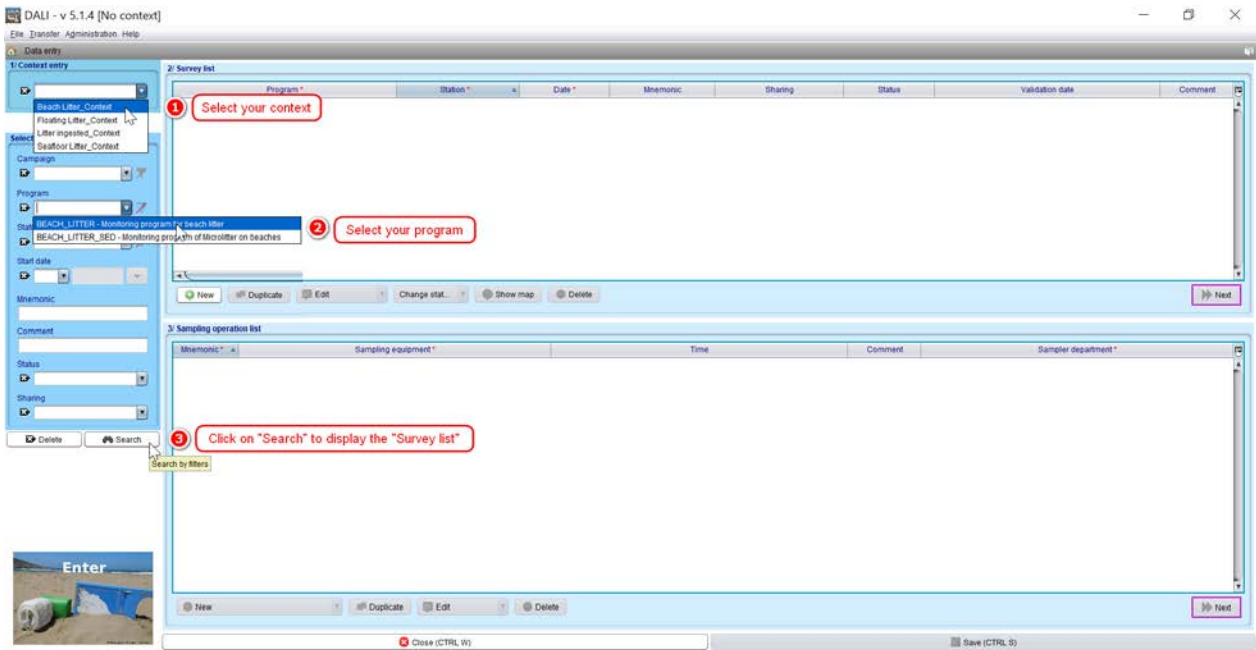 DALI - v 5.1.4 [No context]
File Transfer Administration Help
Data entry
1/ Context entry
Beach Litter_Context
Floating Litter_Context
Litter ingested_Context
Seafloor Litter_Context
1 Select your context
Select
Campaign
Program
BEACH_LITTER - Monitoring program for beach litter
BEACH_LITTER_SED - Monitoring program of Microlitter on beaches
2 Select your program
Start date
Mnemonic
Comment
Status
Sharing
Delete Search
Search by filters
3 Click on "Search" to display the "Survey list"
Enter
2/ Survey list
Program * Station * Date * Mnemonic Sharing Status Validation date Comment
New Duplicate Edit Change stat... Show map Delete Next
3/ Sampling operation list
Mnemonic * Sampling equipment * Time Comment Sampler department *
New Duplicate Edit Delete Next
Close (CTRL W) Save (CTRL S)